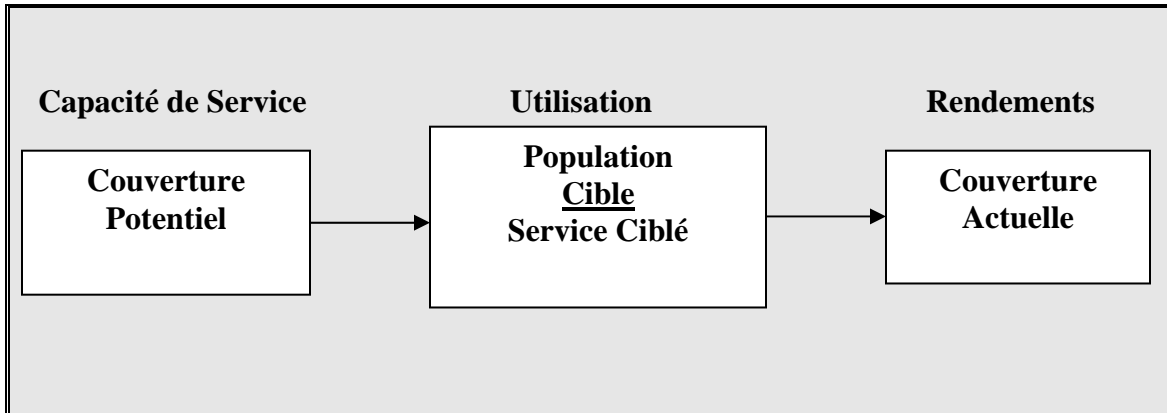 Capacité de Service
Utilisation
Rendements
Couverture
Potentiel
Population
Cible
Service Ciblé
Couverture
Actuelle